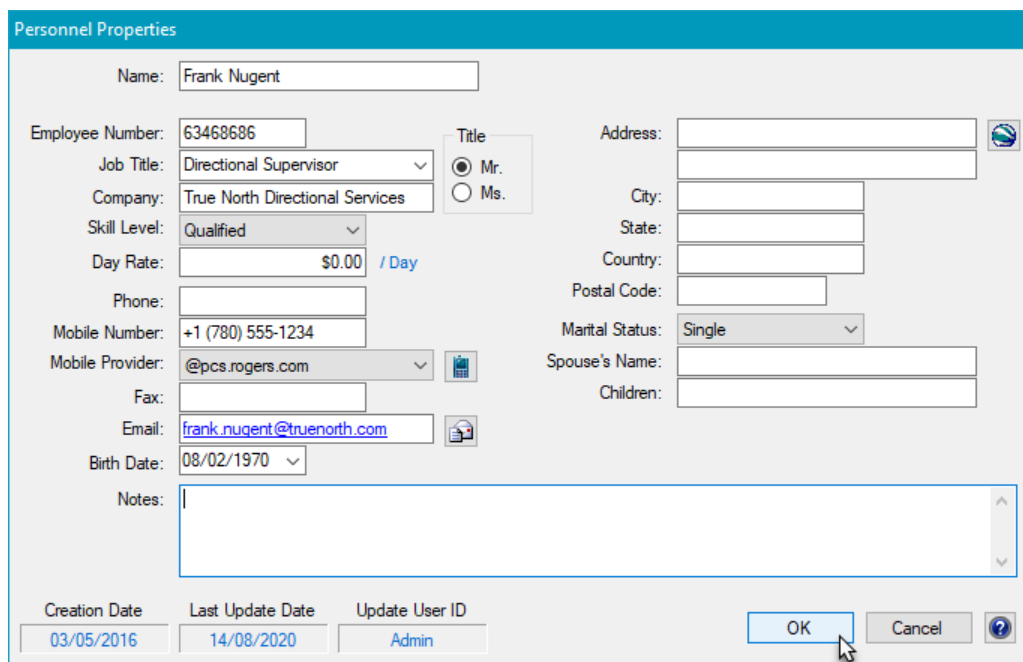 Personnel Properties
Name: Frank Nugent
Employee Number: 63468686
Title
Mr.
Ms.
Job Title: Directional Supervisor
Company: True North Directional Services
Skill Level: Qualified
Day Rate: $0.00 / Day
Phone:
Mobile Number: +1 (780) 555-1234
Mobile Provider: @pcs.rogers.com
Fax:
Email: frank.nugent@truenorth.com
Birth Date: 08/02/1970
Address:
City:
State:
Country:
Postal Code:
Marital Status: Single
Spouse's Name:
Children:
Notes:
Creation Date Last Update Date Update User ID
03/05/2016 14/08/2020 Admin
OK Cancel ?